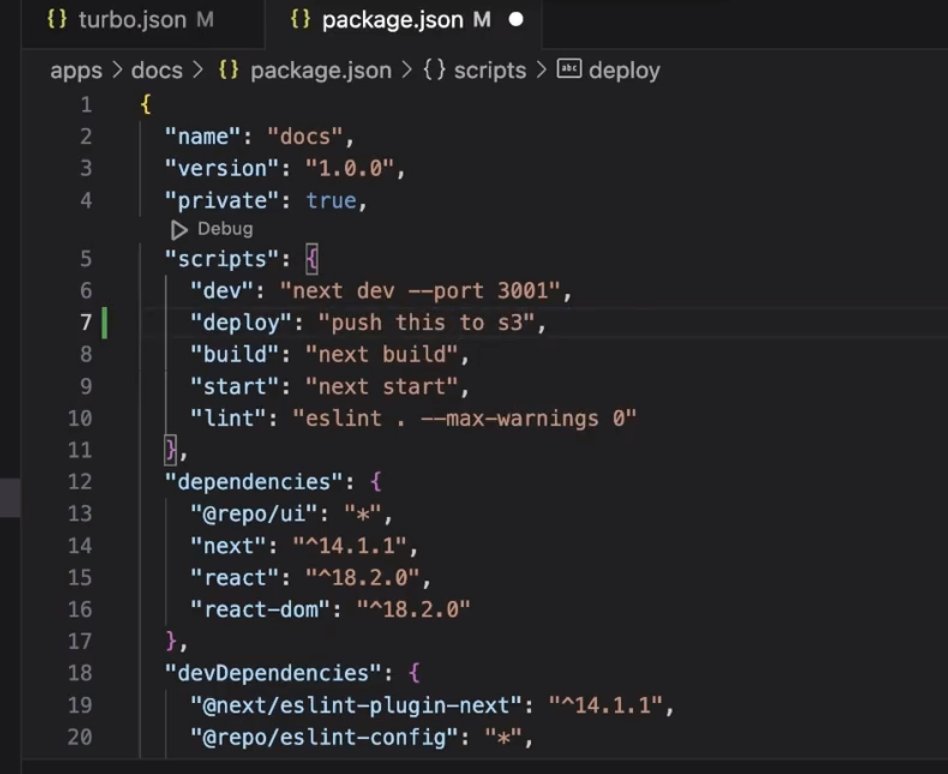 {} turbo.json M {} package.json M ●
apps > docs > {} package.json > {} scripts > abc deploy
1 {
2 "name": "docs",
3 "version": "1.0.0",
4 "private": true,
Debug
5 "scripts": {
6 "dev": "next dev --port 3001",
7 "deploy": "push this to s3",
8 "build": "next build",
9 "start": "next start",
10 "lint": "eslint . --max-warnings 0"
11 },
12 "dependencies": {
13 "@repo/ui": "*",
14 "next": "^14.1.1",
15 "react": "^18.2.0",
16 "react-dom": "^18.2.0"
17 },
18 "devDependencies": {
19 "@next/eslint-plugin-next": "^14.1.1",
20 "@repo/eslint-config": "*",